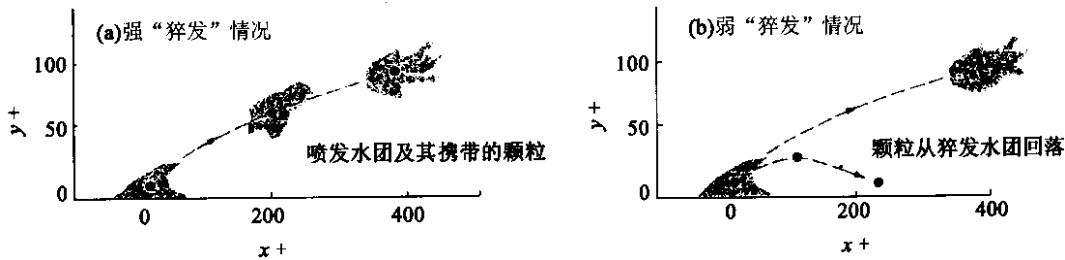 (a)强“猝发”情况
100
50
0
y +
喷发水团及其携带的颗粒
0
200
400
x +
(b)弱“猝发”情况
100
50
0
y +
颗粒从猝发水团回落
0
200
400
x +